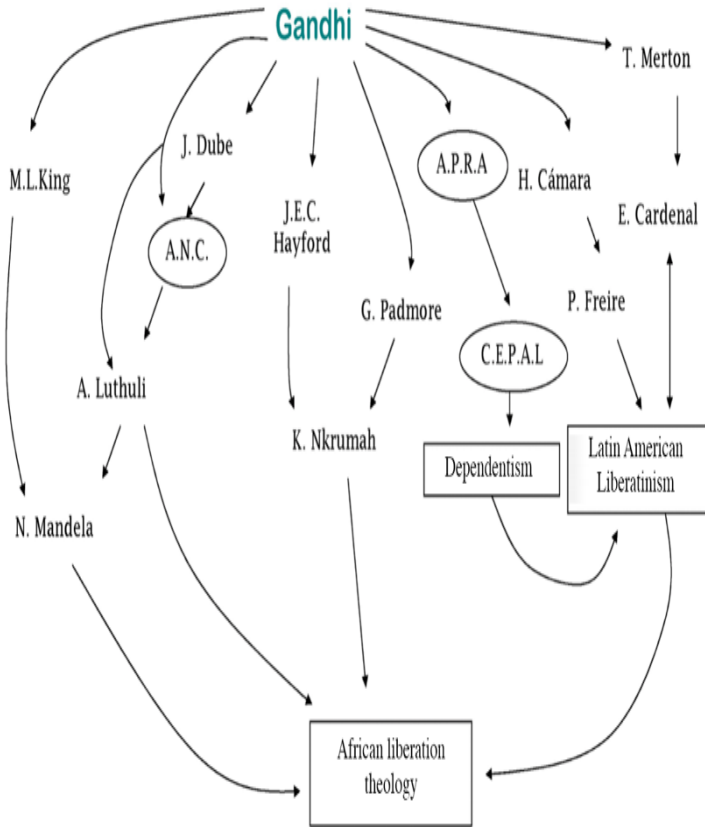 Gandhi
T. Merton
J. Dube
M.L.King
A.P.R.A
H. Cámara
J.E.C.
Hayford
E. Cardenal
A.N.C.
G. Padmore
P. Freire
C.E.P.A.L
A. Luthuli
K. Nkrumah
Dependentism
Latin American
Liberatinism
N. Mandela
African liberation
theology